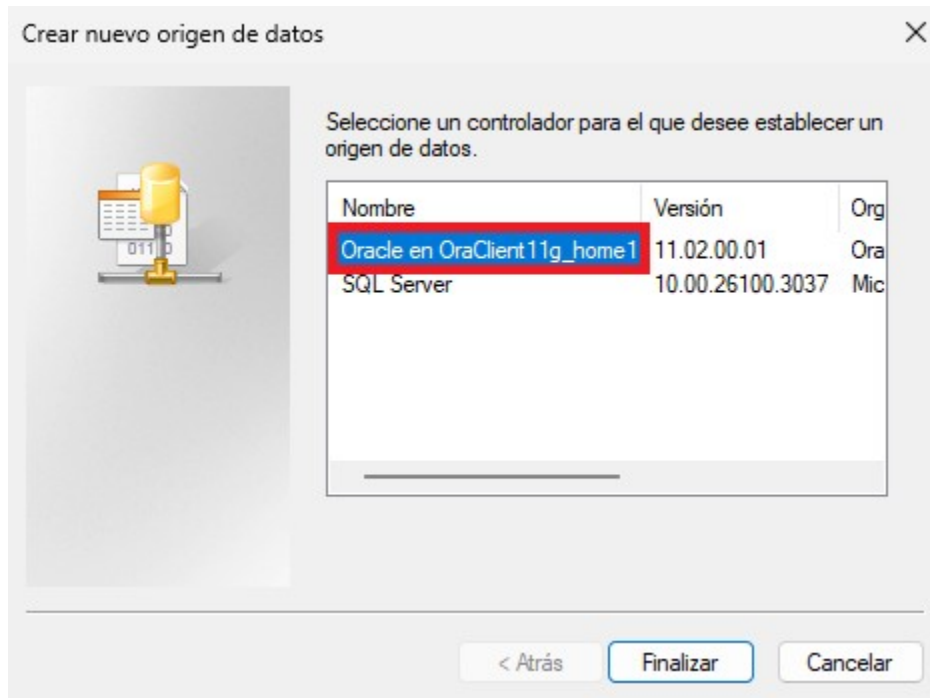 Crear nuevo origen de datos
Seleccione un controlador para el que desee establecer un
origen de datos.
Nombre Versión Org
Oracle en OraClient11g_home1 11.02.00.01 Ora
SQL Server 10.00.26100.3037 Mic
011
< Atrás Finalizar Cancelar